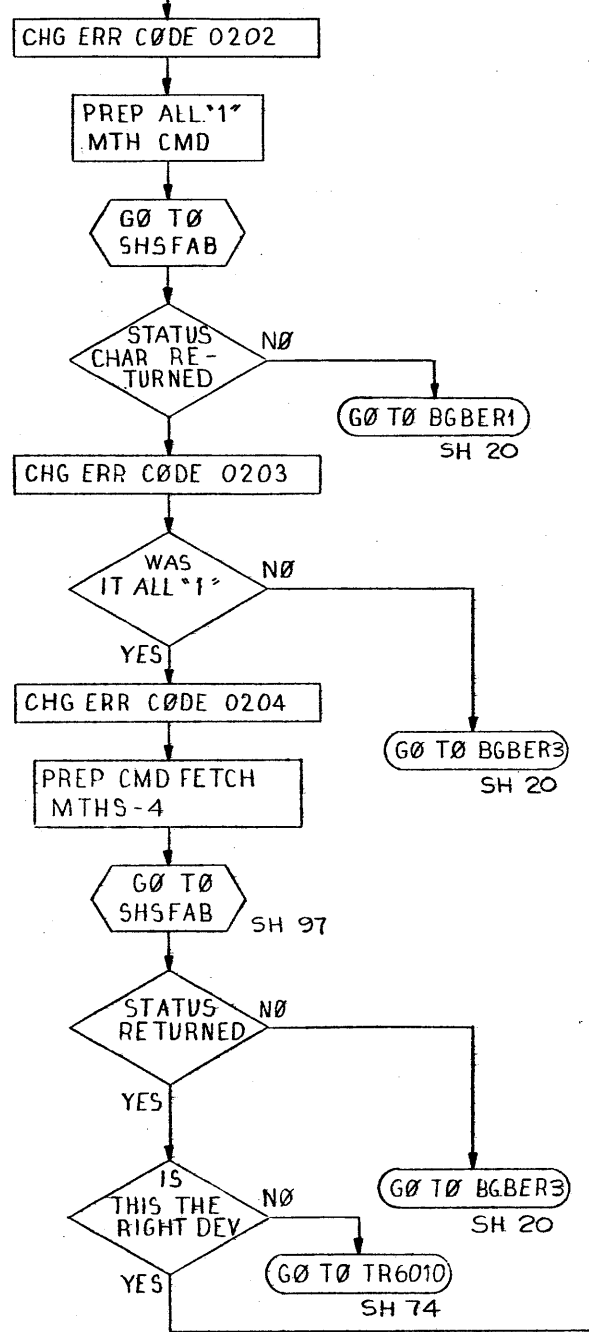 CHG ERR CØDE 0202
PREP ALL "1"
MTH CMD
GØ TØ
SHSFAB
STATUS
CHAR RE-
TURNED
NØ
GØ TØ BGBER1
SH 20
CHG ERR CØDE 0203
WAS
IT ALL "1"
NØ
YES
CHG ERR CØDE 0204
GØ TØ BGBER3
SH 20
PREP CMD FETCH
MTHS-4
GØ TØ
SHSFAB
SH 97
STATUS
RETURNED
NØ
YES
GØ TØ BGBER3
SH 20
IS
THIS THE
RIGHT DEV
NØ
YES
GØ TØ TR6010
SH 74